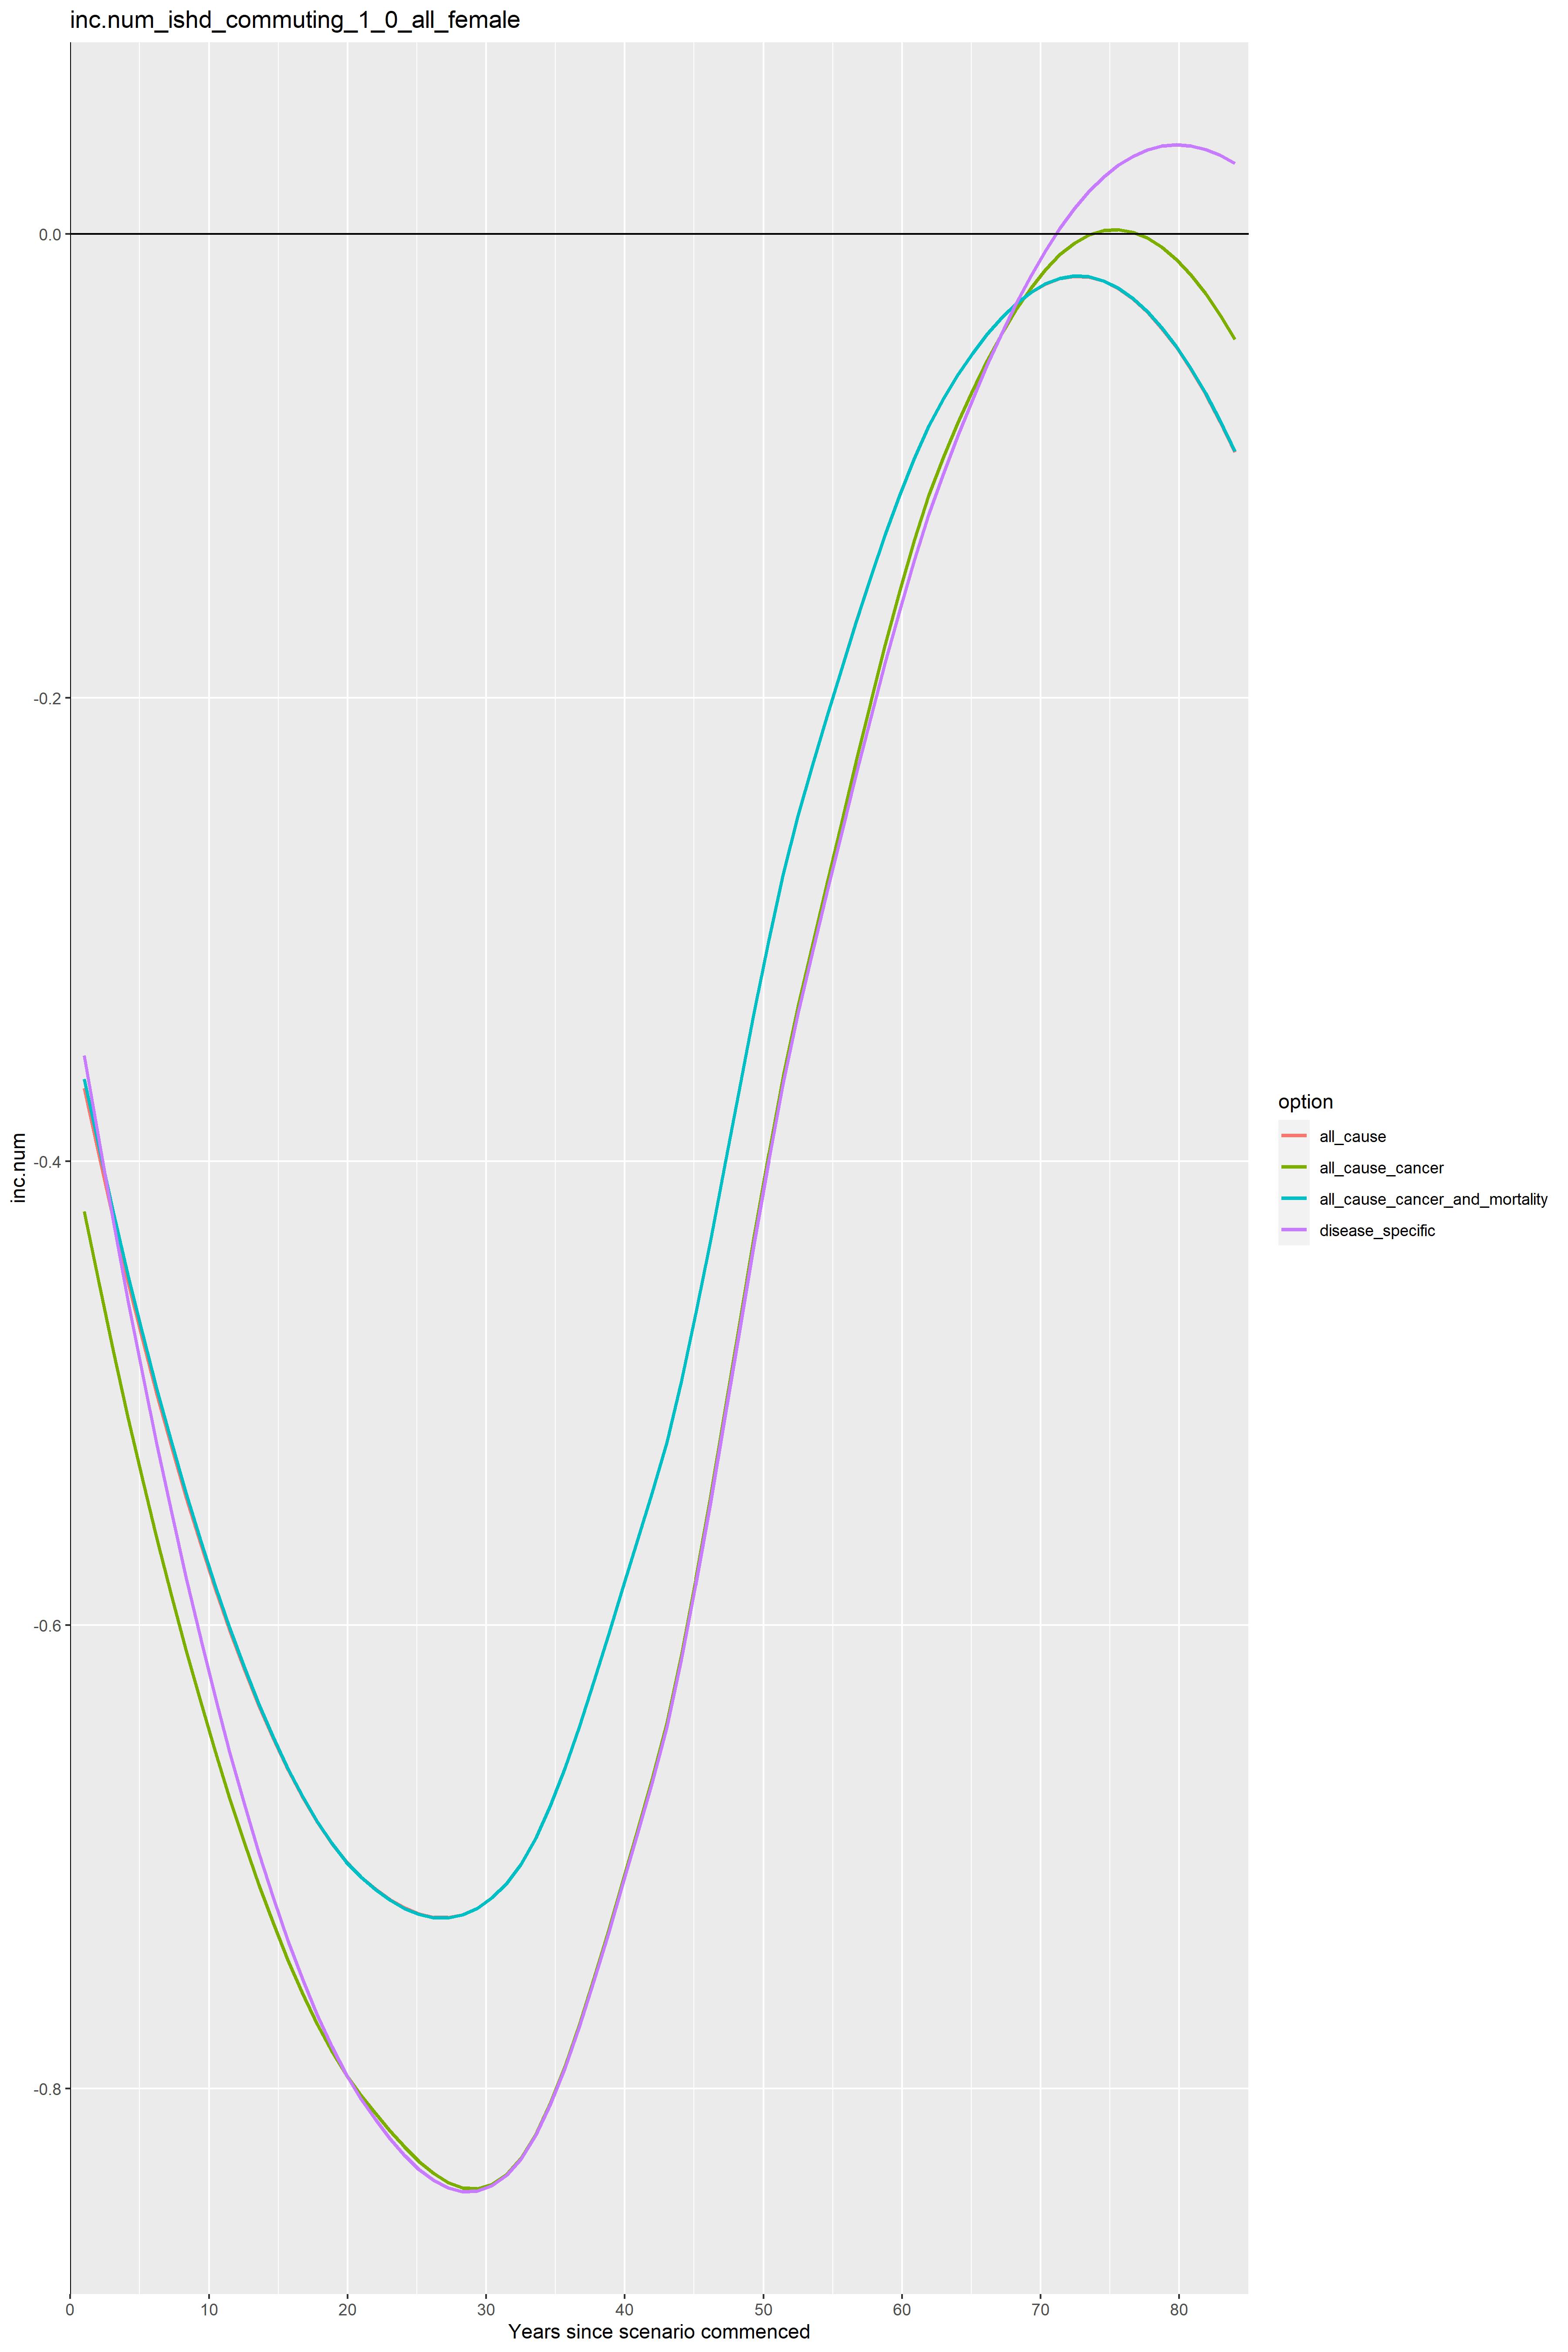 inc.num_ishd_commuting_1_0_all_female
0.0
-0.2
-0.4
-0.6
-0.8
inc.num
0 10 20 30 40 50 60 70 80
Years since scenario commenced
option
all_cause
all_cause_cancer
all_cause_cancer_and_mortality
disease_specific